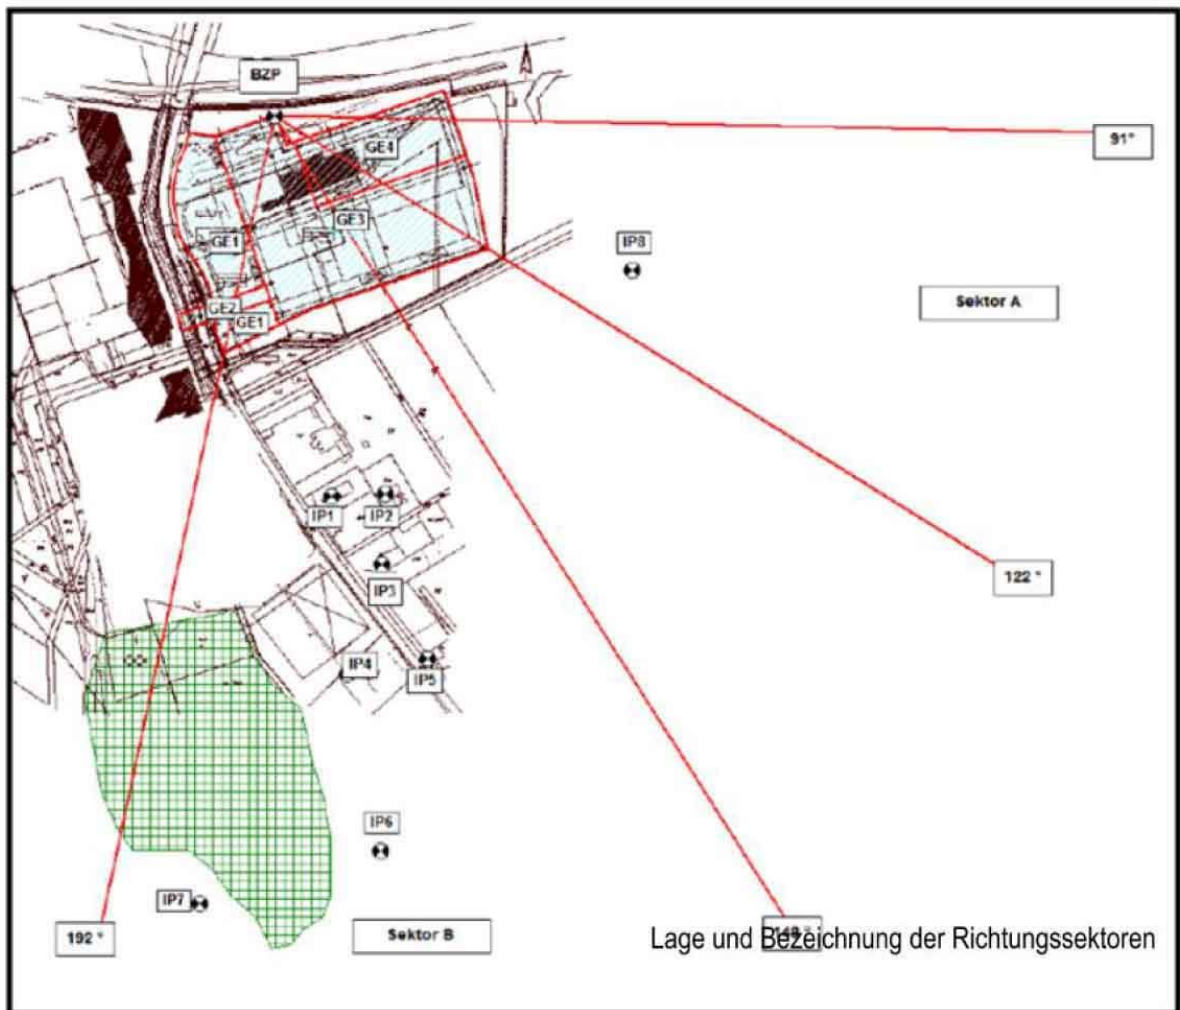 BZP
91°
GE4
GE3
GE1
IP8
Sektor A
GE2
GE1
IP1
IP2
IP3
122 °
IP4
IP5
IP6
IP7
192 °
Sektor B
Lage und Bezeichnung der Richtungssektoren